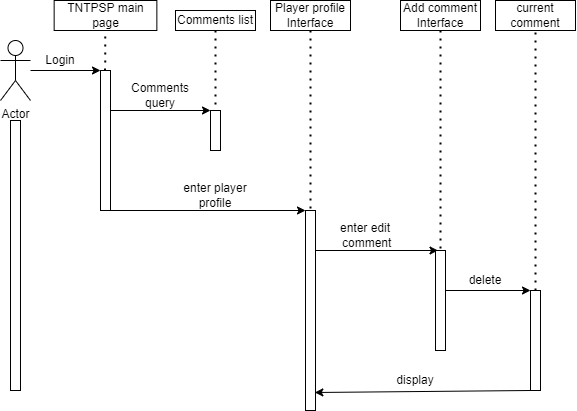 TNTPSP main
page
Comments list
Player profile
Interface
Add comment
Interface
current
comment
Login
Actor
Comments
query
enter player
profile
enter edit
comment
delete
display